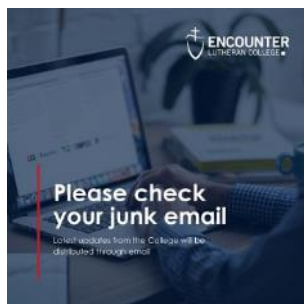 ENCOUNTER
LUTHERAN COLLEGE
Please check
your junk email
Latest updates from the College will be
distributed through email